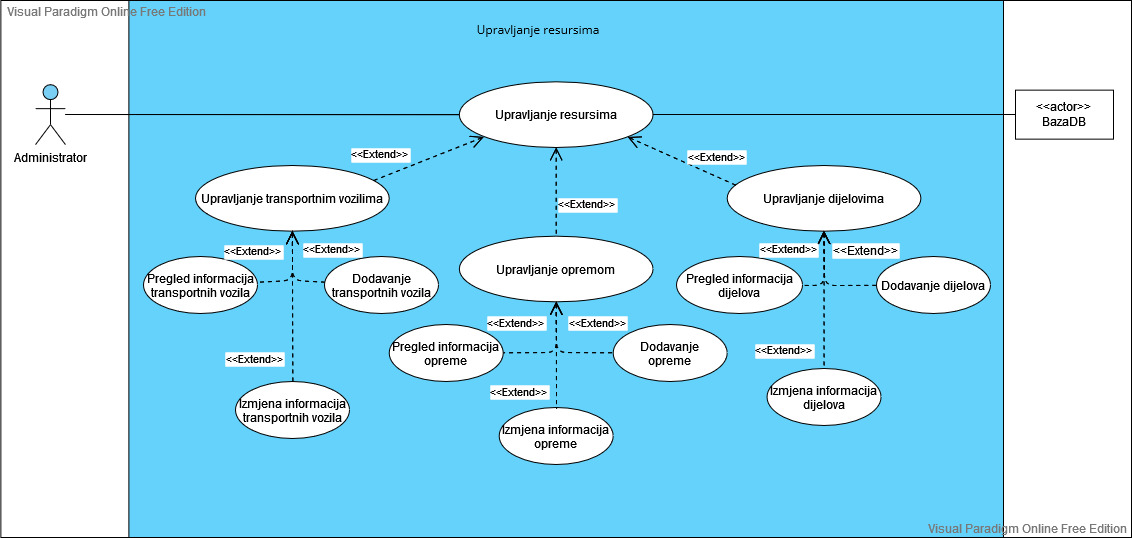 Visual Paradigm Online Free Edition
Upravljanje resursima
Upravljanje resursima
<<actor>>
BazaDB
Administrator
<<Extend>>
<<Extend>>
<<Extend>>
Upravljanje transportnim vozilima
Upravljanje dijelovima
<<Extend>>
<<Extend>>
<<Extend>>
<<Extend>>
Upravljanje opremom
Pregled informacija
transportnih vozila
Dodavanje
transportnih vozila
Pregled informacija
dijelova
Dodavanje dijelova
<<Extend>>
<<Extend>>
Pregled informacija
opreme
Dodavanje
opreme
<<Extend>>
<<Extend>>
<<Extend>>
Izmjena informacija
transportnih vozila
Izmjena informacija
opreme
Izmjena informacija
dijelova
Visual Paradigm Online Free Edition